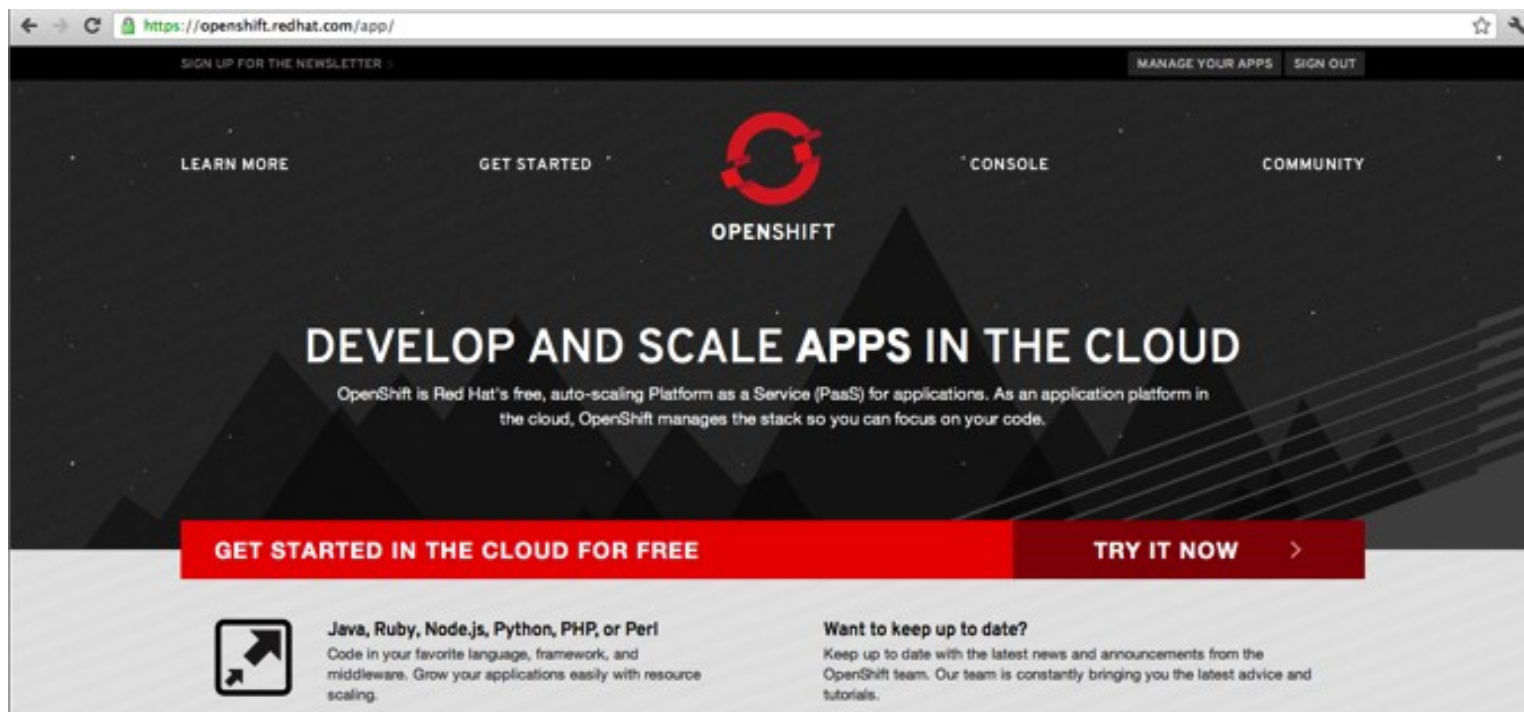 https://openshift.redhat.com/app/
SIGN UP FOR THE NEWSLETTER >
MANAGE YOUR APPS SIGN OUT
LEARN MORE GET STARTED CONSOLE COMMUNITY
OPENSHIFT
DEVELOP AND SCALE APPS IN THE CLOUD
OpenShift is Red Hat's free, auto-scaling Platform as a Service (PaaS) for applications. As an application platform in
the cloud, OpenShift manages the stack so you can focus on your code.
GET STARTED IN THE CLOUD FOR FREE TRY IT NOW >
Java, Ruby, Node.js, Python, PHP, or Perl
Code in your favorite language, framework, and
middleware. Grow your applications easily with resource
scaling.
Want to keep up to date?
Keep up to date with the latest news and announcements from the
OpenShift team. Our team is constantly bringing you the latest advice and
tutorials.